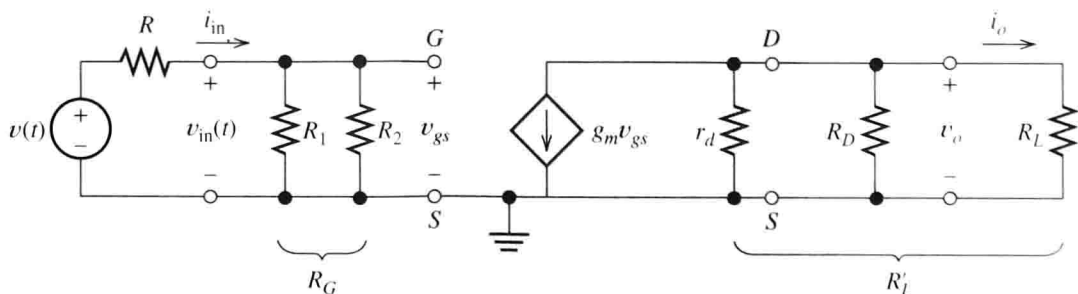 R
i_in
G
D
i_o
+
+
+
+
v(t)
v_in(t)
R_1
R_2
v_gs
g_m v_gs
r_d
R_D
v_o
R_L
−
−
−
−
S
S
R_G
R'_L